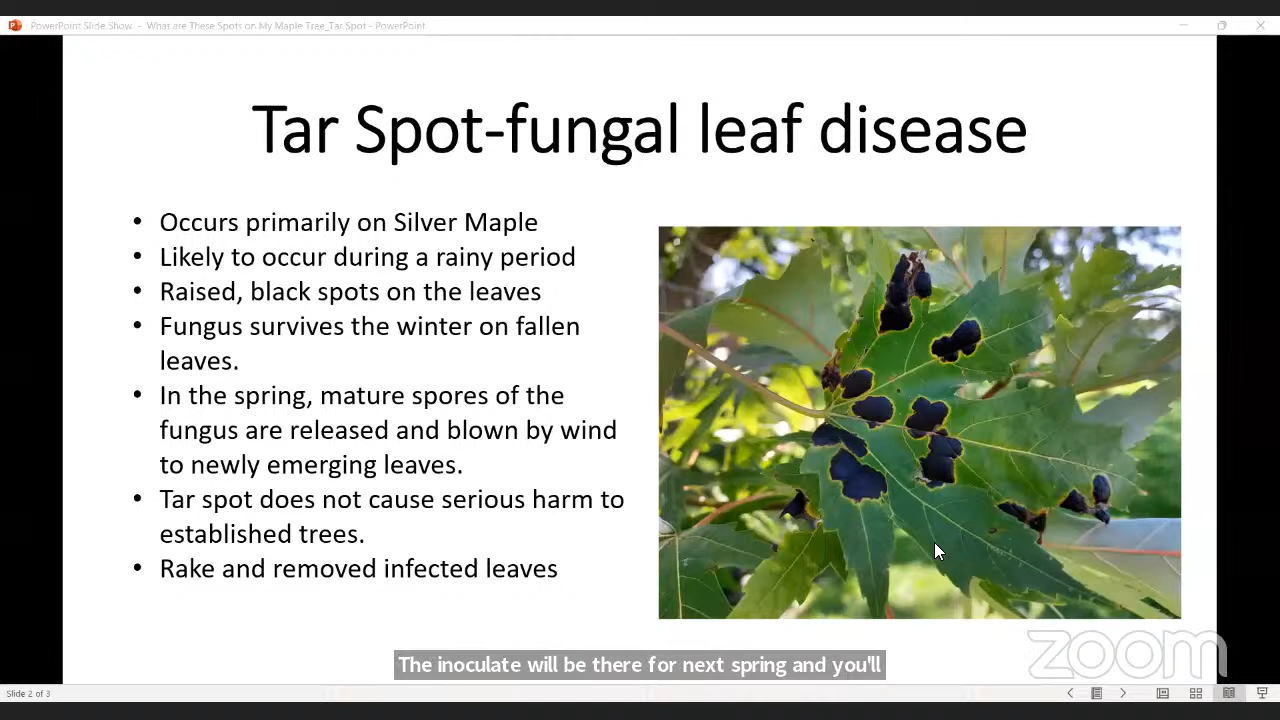 PowerPoint Slide Show - What are These Spots on My Maple Tree_Tar Spot - PowerPoint
Tar Spot-fungal leaf disease
• Occurs primarily on Silver Maple
• Likely to occur during a rainy period
• Raised, black spots on the leaves
• Fungus survives the winter on fallen
leaves.
• In the spring, mature spores of the
fungus are released and blown by wind
to newly emerging leaves.
• Tar spot does not cause serious harm to
established trees.
• Rake and removed infected leaves
zoom
The inoculate will be there for next spring and you'll
Slide 2 of 3